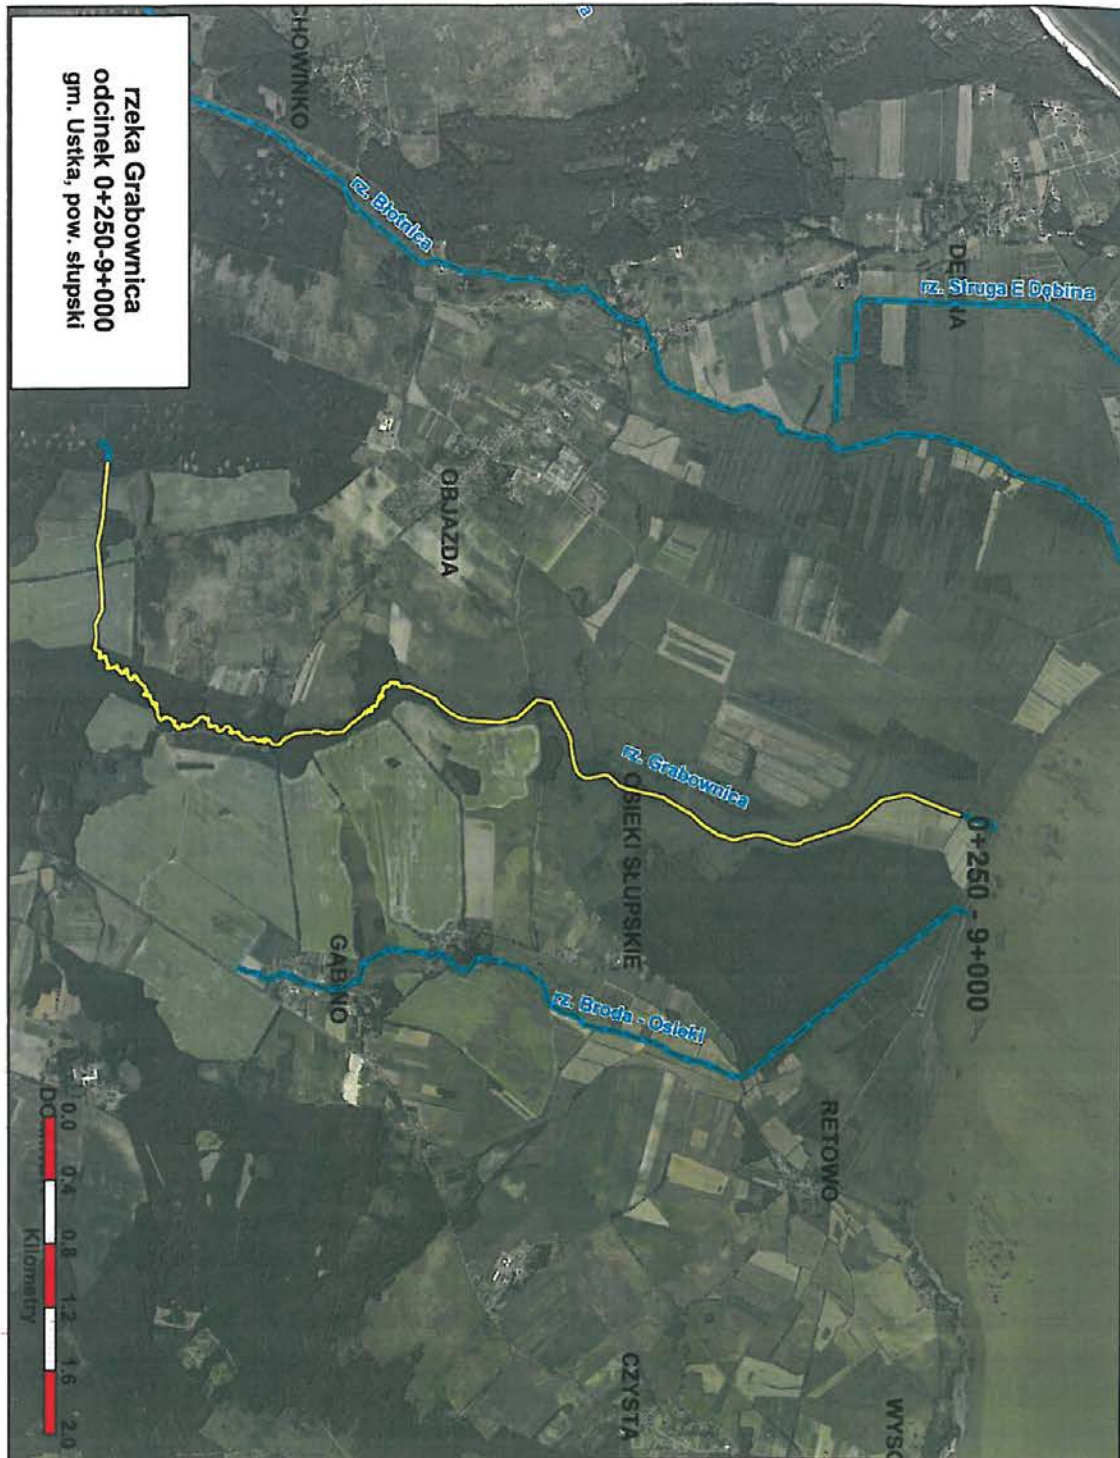 rzeka Grabownica
odcinek 0+250-9+000
gm. Ustka, pow. słupski
CHOWINKO
rz. Błotnica
rz. Struga E Dębina
OBJAZDA
rz. Grabownica
OSIEKI SŁUPSKIE
0+250 - 9+000
GABINO
rz. Broda - Osieki
RETOWO
CZYSTA
WYSO
0.0 0.4 0.8 1.2 1.6 2.0
Kilometry